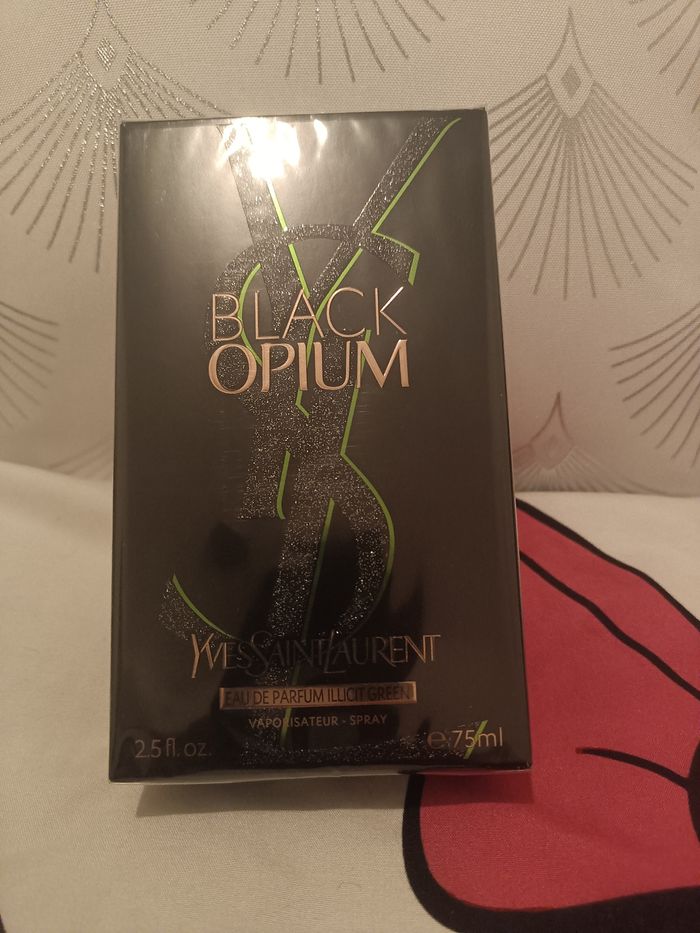 BLACK
OPIUM
YVESSAINTLAURENT
EAU DE PARFUM ILLICIT GREEN
VAPORISATEUR - SPRAY
2.5 fl. oz. ℮75ml